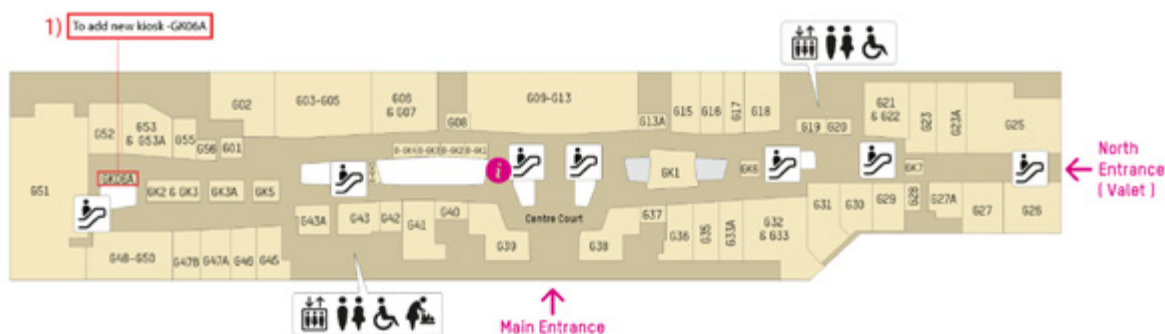 1) To add new kiosk -GK06A
G02
G03-G05
G06
& G07
G08
G09-G13
G13A
G15
G16
G17
G18
G19
G20
G21
& G22
G23
G23A
G25
G51
G52
G53
& G53A
G55
G56
G01
GK06A
GK2 & GK3
GK3A
GK5
i
GK1
GK6
GK7
North
Entrance
( Valet )
G43A
G43
G42
G41
G40
G39
Centre Court
G38
G37
G36
G35
G33A
G32
& G33
G31
G30
G29
G28
G27A
G27
G26
G48-G50
G47B
G47A
G46
G45
Main Entrance